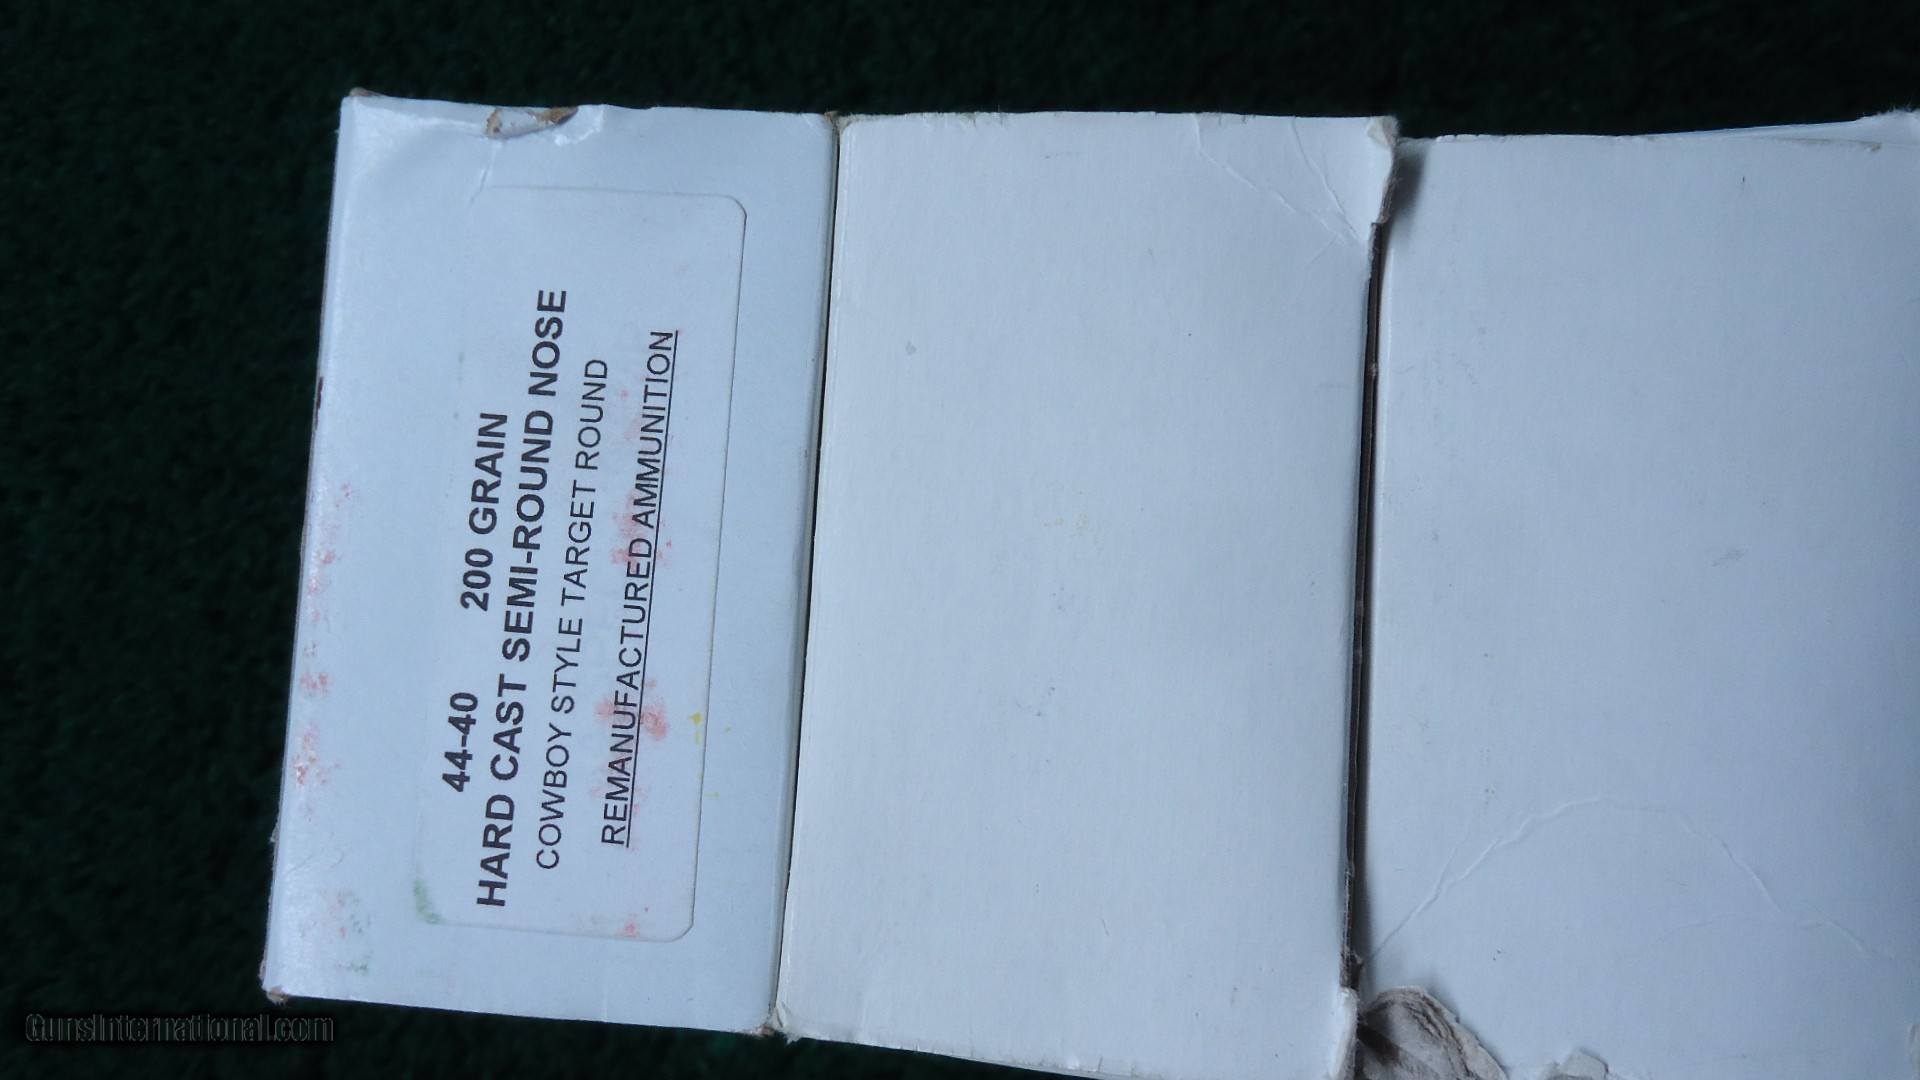 44-40 200 GRAIN
HARD CAST SEMI-ROUND NOSE
COWBOY STYLE TARGET ROUND
REMANUFACTURED AMMUNITION
GunsInternational.com